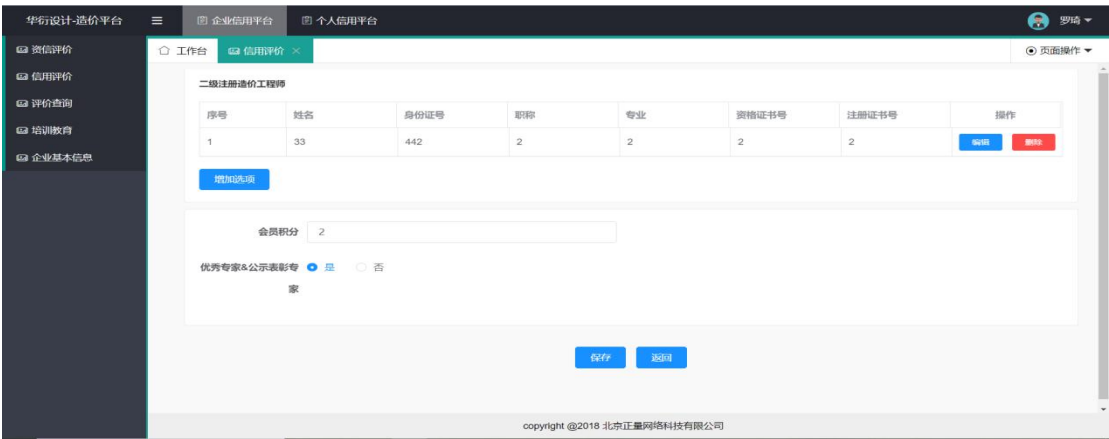 华衍设计-造价平台 企业信用平台 个人信用平台 罗琦
资信评价 工作台 信用评价 页面操作
信用评价
评价查询
培训教育
企业基本信息
二级注册造价工程师
序号 姓名 身份证号 职称 专业 资格证书号 注册证书号 操作
1 33 442 2 2 2 2 编辑 删除
增加选项
会员积分 2
优秀专家&公示表彰专 是 否
家
保存 返回
copyright @2018 北京正量网络科技有限公司